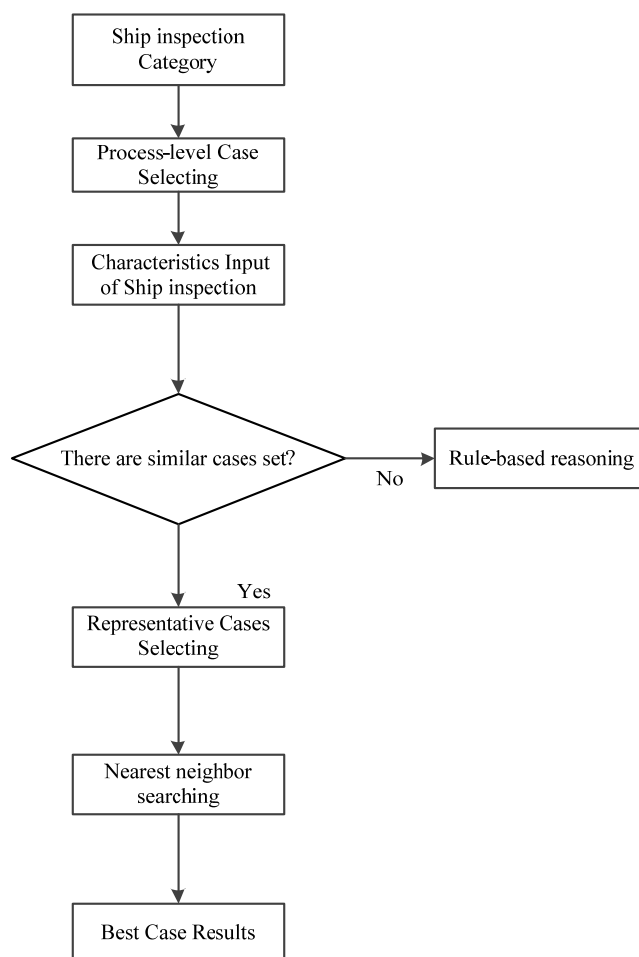 Ship inspection
Category
Process-level Case
Selecting
Characteristics Input
of Ship inspection
There are similar cases set?
No
Rule-based reasoning
Yes
Representative Cases
Selecting
Nearest neighbor
searching
Best Case Results